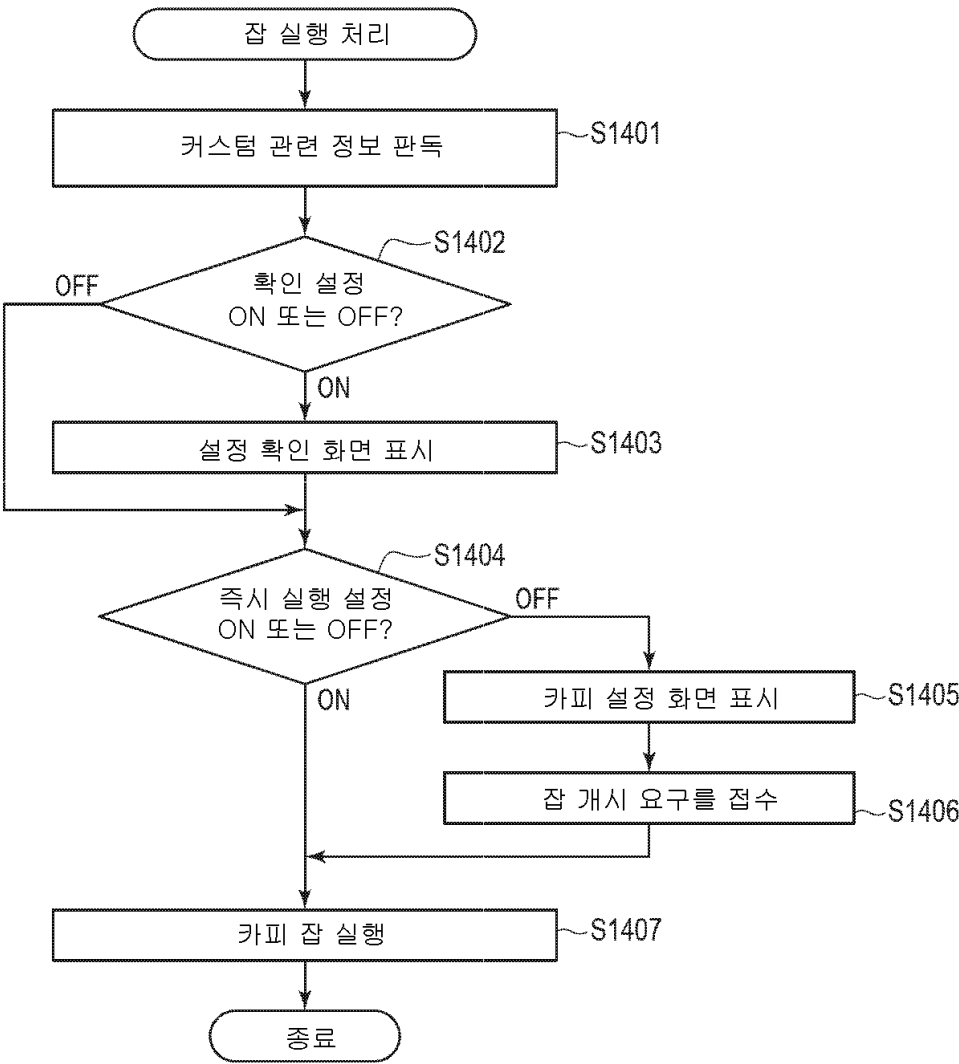 잡 실행 처리
커스텀 관련 정보 판독
S1401
S1402
OFF
확인 설정
ON 또는 OFF?
ON
설정 확인 화면 표시
S1403
S1404
즉시 실행 설정
ON 또는 OFF?
OFF
ON
카피 설정 화면 표시
S1405
잡 개시 요구를 접수
S1406
카피 잡 실행
S1407
종료